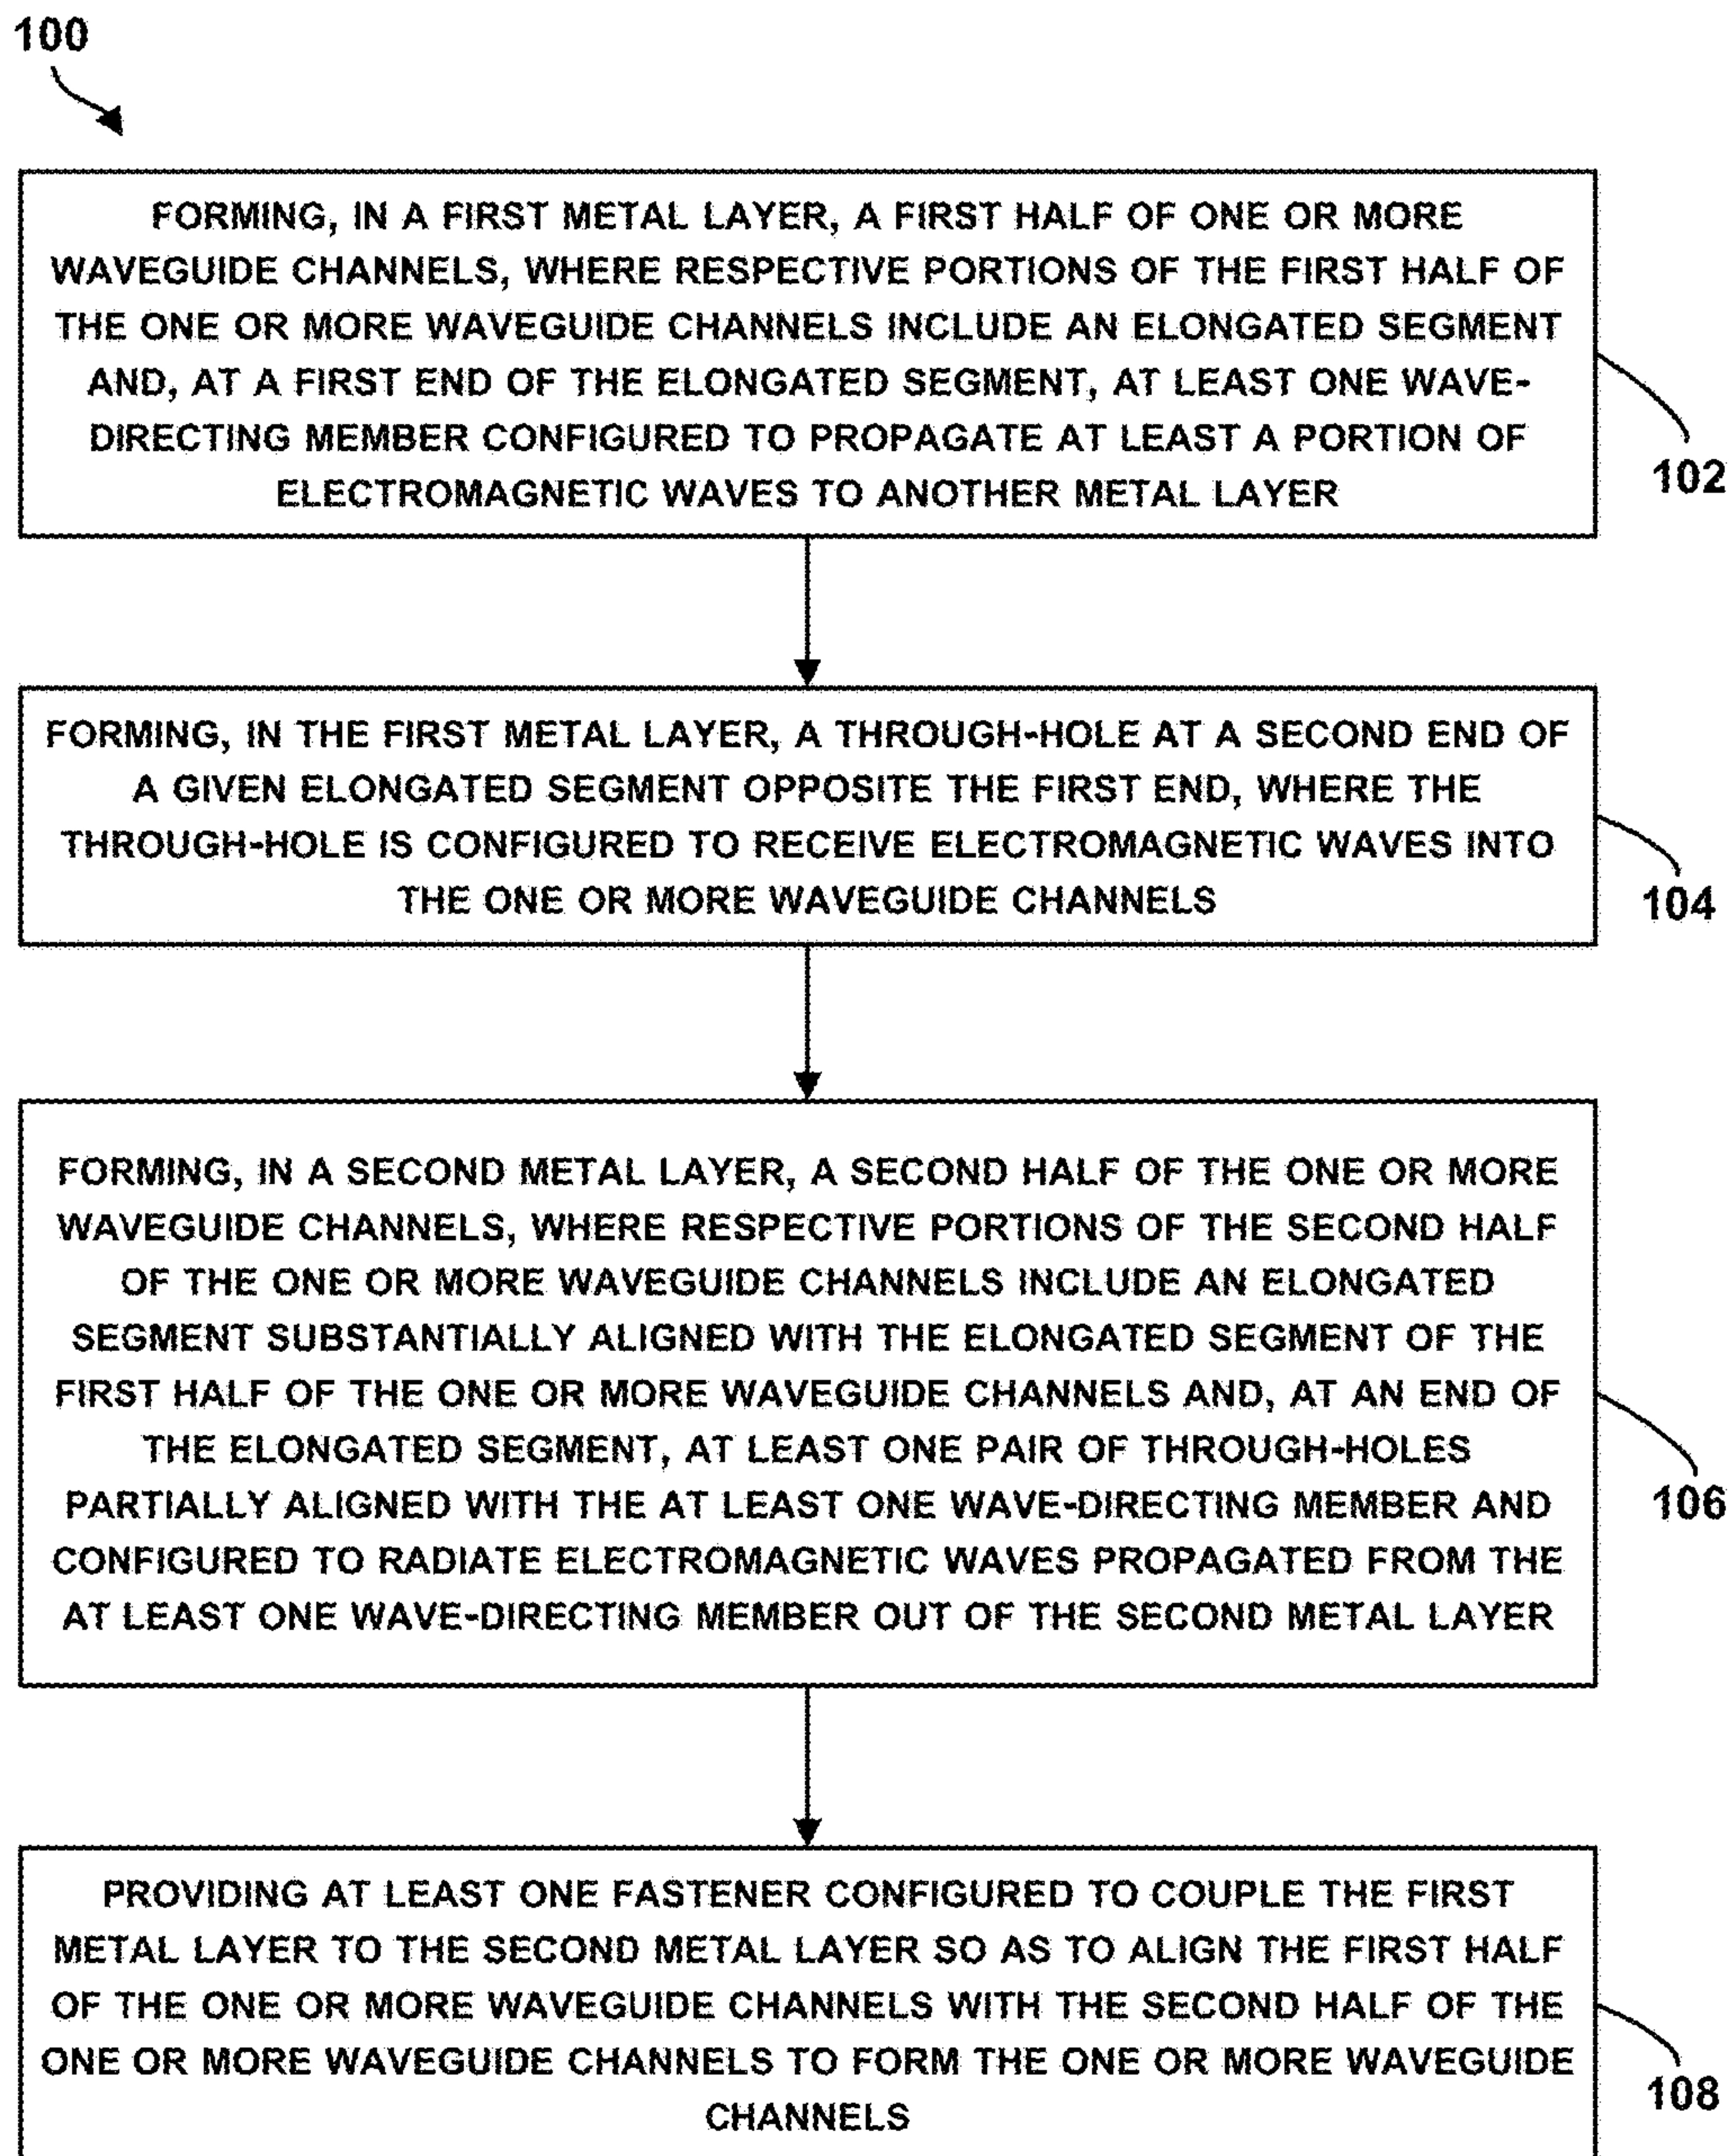 100
FORMING, IN A FIRST METAL LAYER, A FIRST HALF OF ONE OR MORE
WAVEGUIDE CHANNELS, WHERE RESPECTIVE PORTIONS OF THE FIRST HALF OF
THE ONE OR MORE WAVEGUIDE CHANNELS INCLUDE AN ELONGATED SEGMENT
AND, AT A FIRST END OF THE ELONGATED SEGMENT, AT LEAST ONE WAVE-
DIRECTING MEMBER CONFIGURED TO PROPAGATE AT LEAST A PORTION OF
ELECTROMAGNETIC WAVES TO ANOTHER METAL LAYER
102
FORMING, IN THE FIRST METAL LAYER, A THROUGH-HOLE AT A SECOND END OF
A GIVEN ELONGATED SEGMENT OPPOSITE THE FIRST END, WHERE THE
THROUGH-HOLE IS CONFIGURED TO RECEIVE ELECTROMAGNETIC WAVES INTO
THE ONE OR MORE WAVEGUIDE CHANNELS
104
FORMING, IN A SECOND METAL LAYER, A SECOND HALF OF THE ONE OR MORE
WAVEGUIDE CHANNELS, WHERE RESPECTIVE PORTIONS OF THE SECOND HALF
OF THE ONE OR MORE WAVEGUIDE CHANNELS INCLUDE AN ELONGATED
SEGMENT SUBSTANTIALLY ALIGNED WITH THE ELONGATED SEGMENT OF THE
FIRST HALF OF THE ONE OR MORE WAVEGUIDE CHANNELS AND, AT AN END OF
THE ELONGATED SEGMENT, AT LEAST ONE PAIR OF THROUGH-HOLES
PARTIALLY ALIGNED WITH THE AT LEAST ONE WAVE-DIRECTING MEMBER AND
CONFIGURED TO RADIATE ELECTROMAGNETIC WAVES PROPAGATED FROM THE
AT LEAST ONE WAVE-DIRECTING MEMBER OUT OF THE SECOND METAL LAYER
106
PROVIDING AT LEAST ONE FASTENER CONFIGURED TO COUPLE THE FIRST
METAL LAYER TO THE SECOND METAL LAYER SO AS TO ALIGN THE FIRST HALF
OF THE ONE OR MORE WAVEGUIDE CHANNELS WITH THE SECOND HALF OF THE
ONE OR MORE WAVEGUIDE CHANNELS TO FORM THE ONE OR MORE WAVEGUIDE
CHANNELS
108